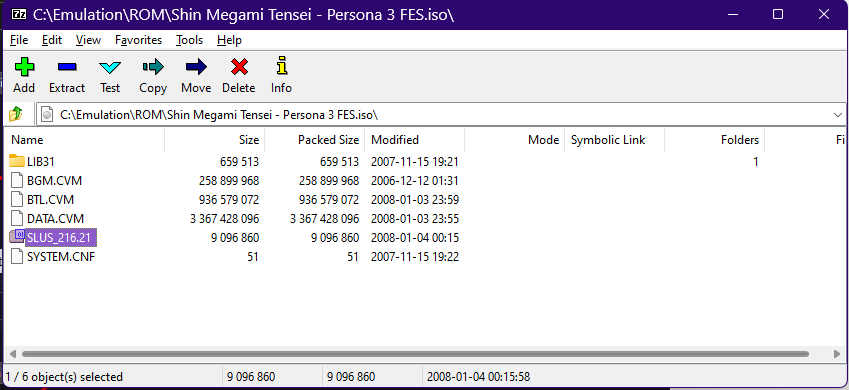 C:\Emulation\ROM\Shin Megami Tensei - Persona 3 FES.iso\
File Edit View Favorites Tools Help
Add Extract Test Copy Move Delete Info
C:\Emulation\ROM\Shin Megami Tensei - Persona 3 FES.iso\
Name Size Packed Size Modified Mode Symbolic Link Folders Fi
LIB31 659 513 659 513 2007-11-15 19:21 1
BGM.CVM 258 899 968 258 899 968 2006-12-12 01:31
BTL.CVM 936 579 072 936 579 072 2008-01-03 23:59
DATA.CVM 3 367 428 096 3 367 428 096 2008-01-03 23:55
SLUS_216.21 9 096 860 9 096 860 2008-01-04 00:15
SYSTEM.CNF 51 51 2007-11-15 19:22
1 / 6 object(s) selected 9 096 860 9 096 860 2008-01-04 00:15:58